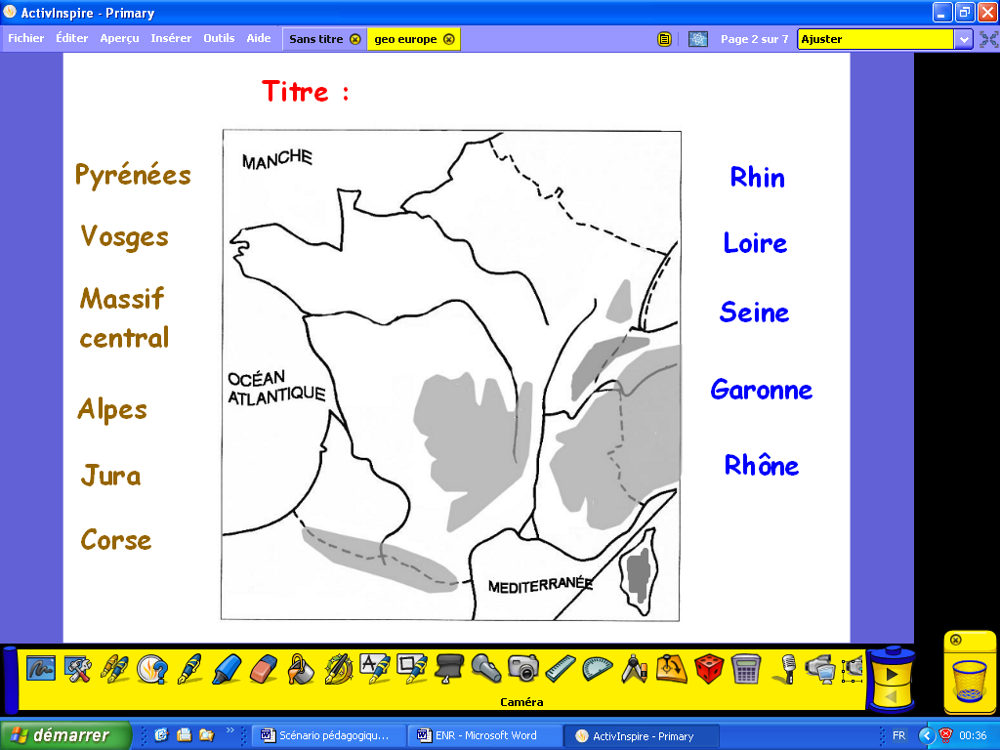 ActivInspire - Primary
Fichier Éditer Aperçu Insérer Outils Aide
Sans titre
geo europe
Page 2 sur 7
Ajuster
Titre :
MANCHE
OCÉAN
ATLANTIQUE
MEDITERRANÉE
Pyrénées
Vosges
Massif
central
Alpes
Jura
Corse
Rhin
Loire
Seine
Garonne
Rhône
Caméra
démarrer
Scénario pédagogiqu...
ENR - Microsoft Word
ActivInspire - Primary
FR
00:36